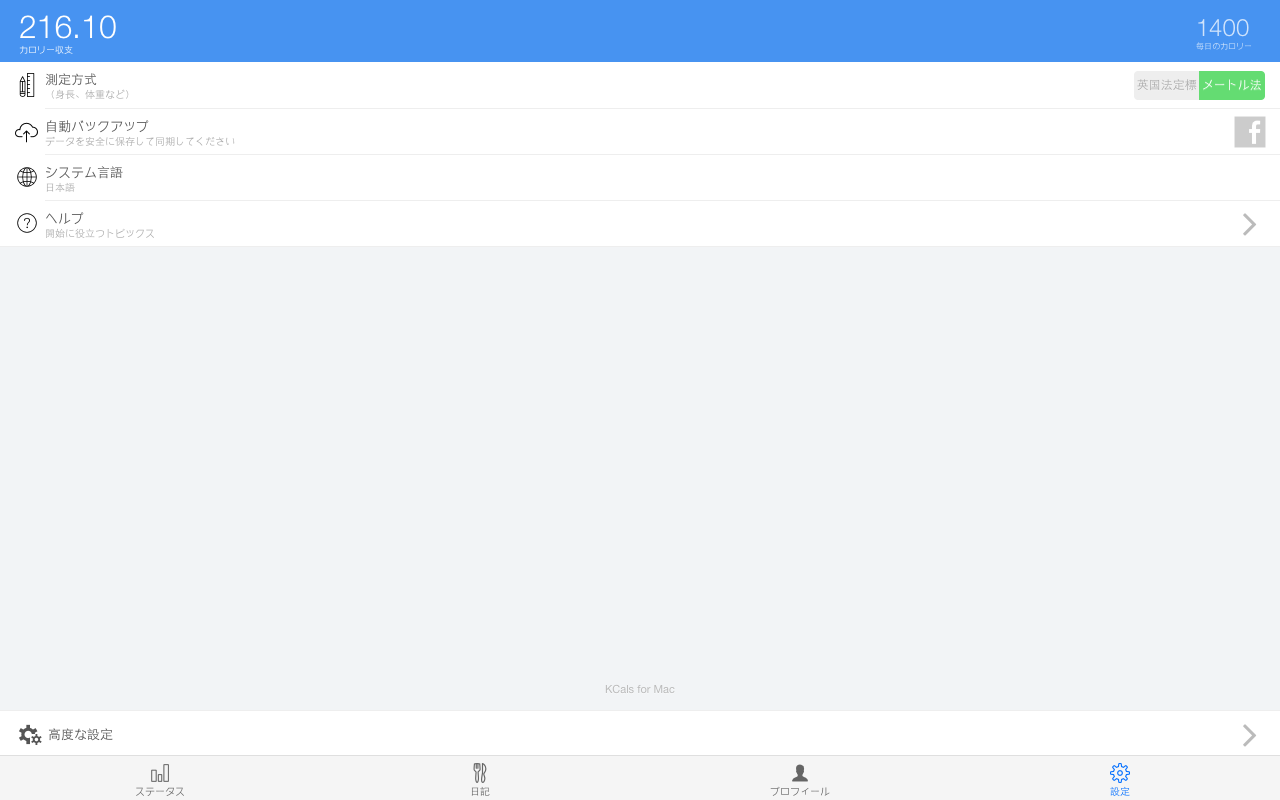 216.10
カロリー収支
1400
毎日のカロリー
測定方式
（身長、体重など）
英国法定標
メートル法
自動バックアップ
データを安全に保存して同期してください
システム言語
日本語
ヘルプ
開始に役立つトピックス
KCals for Mac
高度な設定
ステータス
日記
プロフィール
設定